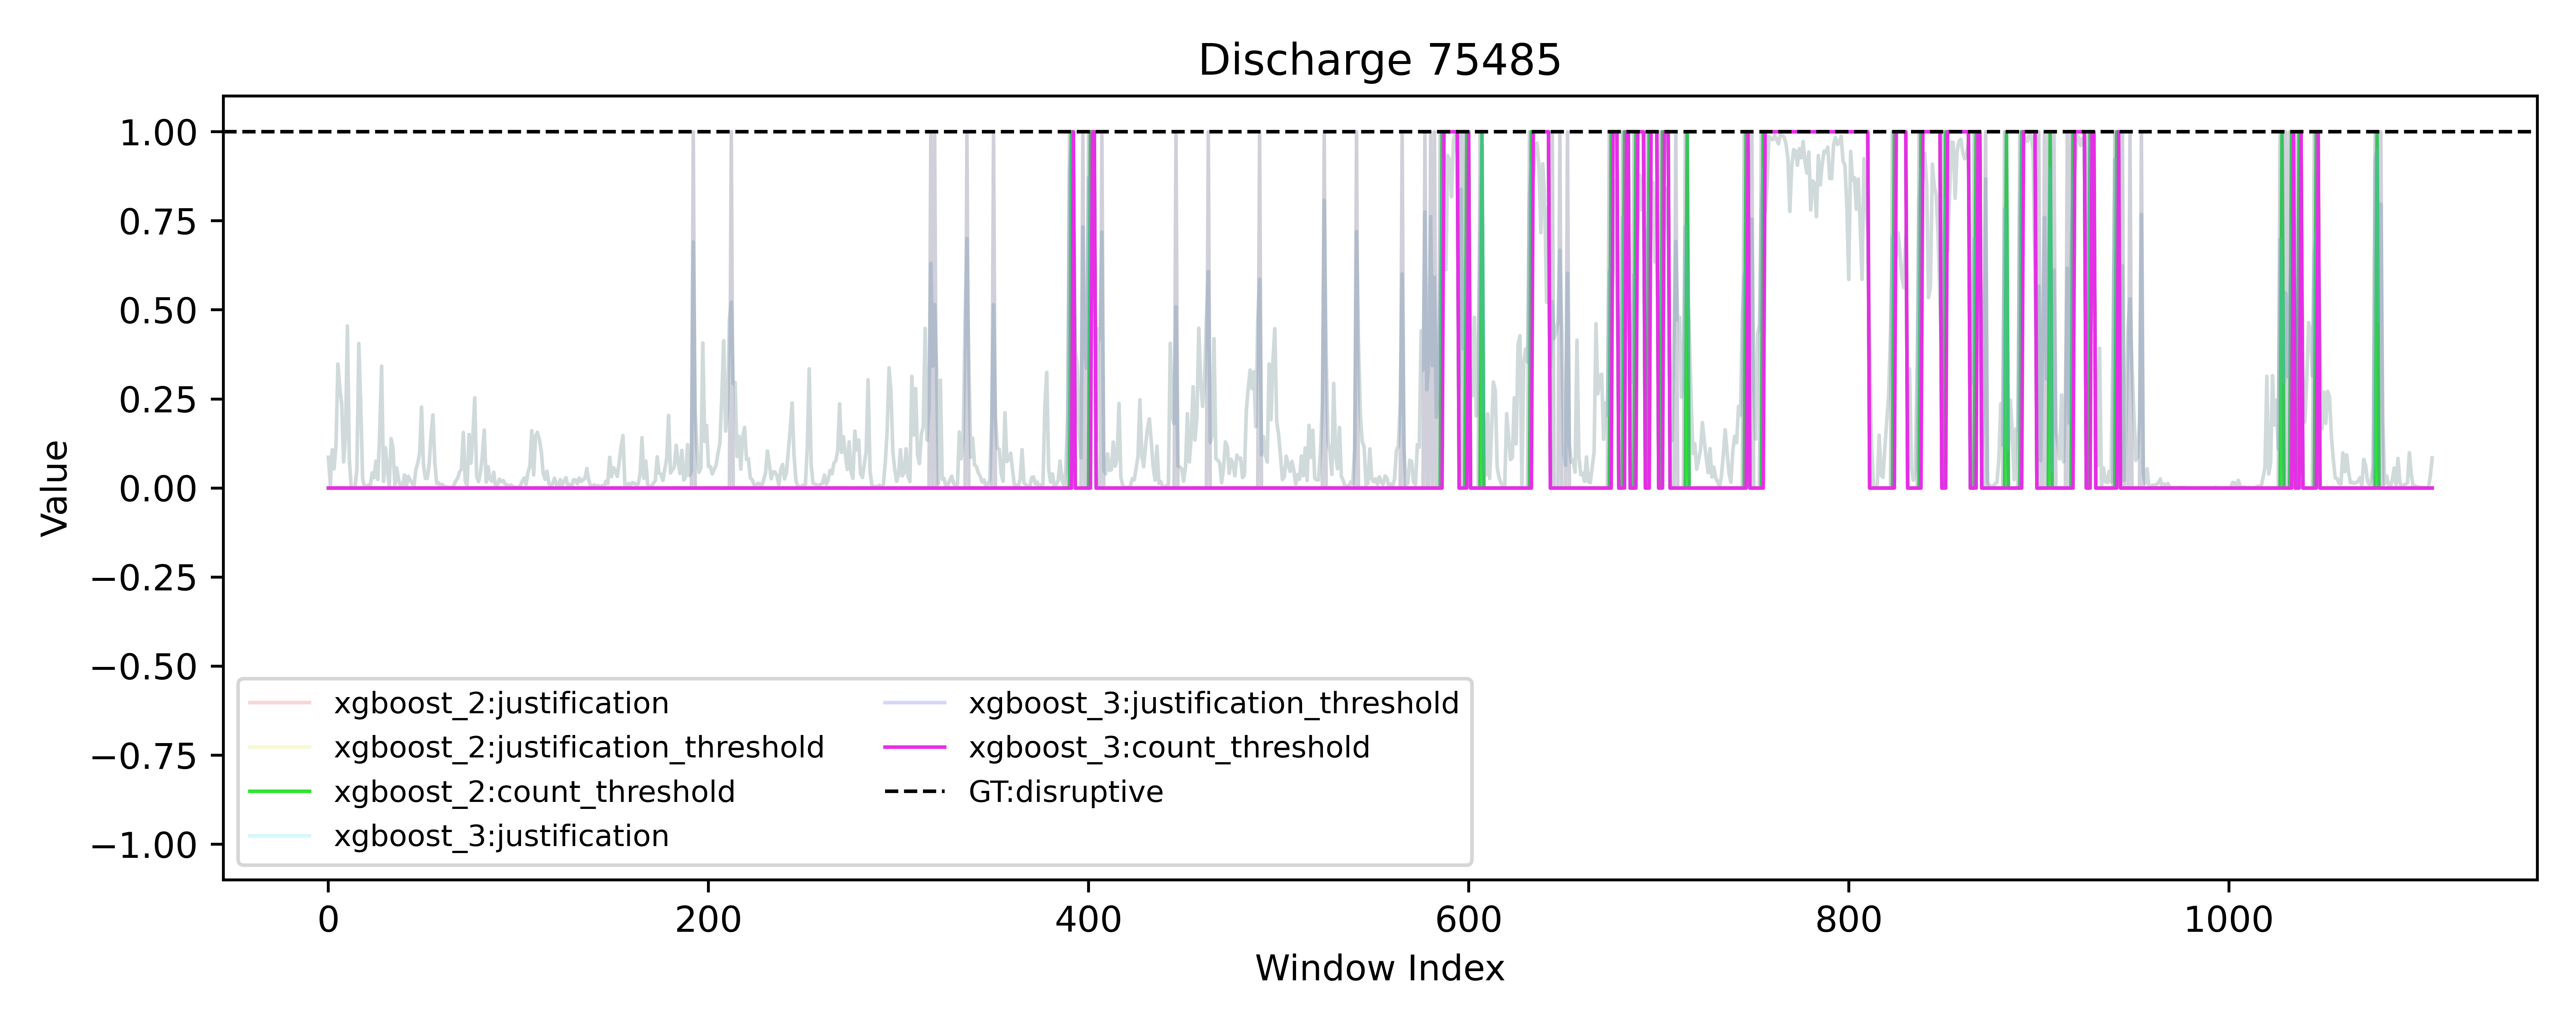 Discharge 75485
1.00
0.75
0.50
0.25
0.00
−0.25
−0.50
−0.75
−1.00
Value
xgboost_2:justification
xgboost_2:justification_threshold
xgboost_2:count_threshold
xgboost_3:justification
xgboost_3:justification_threshold
xgboost_3:count_threshold
GT:disruptive
0 200 400 600 800 1000
Window Index